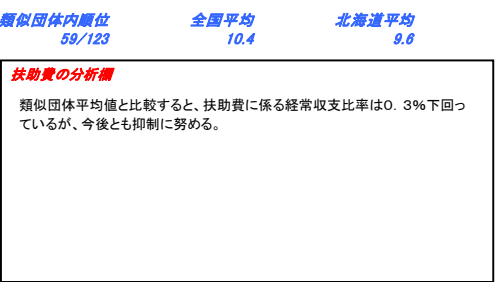 類似団体内順位 全国平均 北海道平均
59/123 10.4 9.6
扶助費の分析欄
類似団体平均値と比較すると、扶助費に係る経常収支比率は０．３％下回っ
ているが、今後とも抑制に努める。